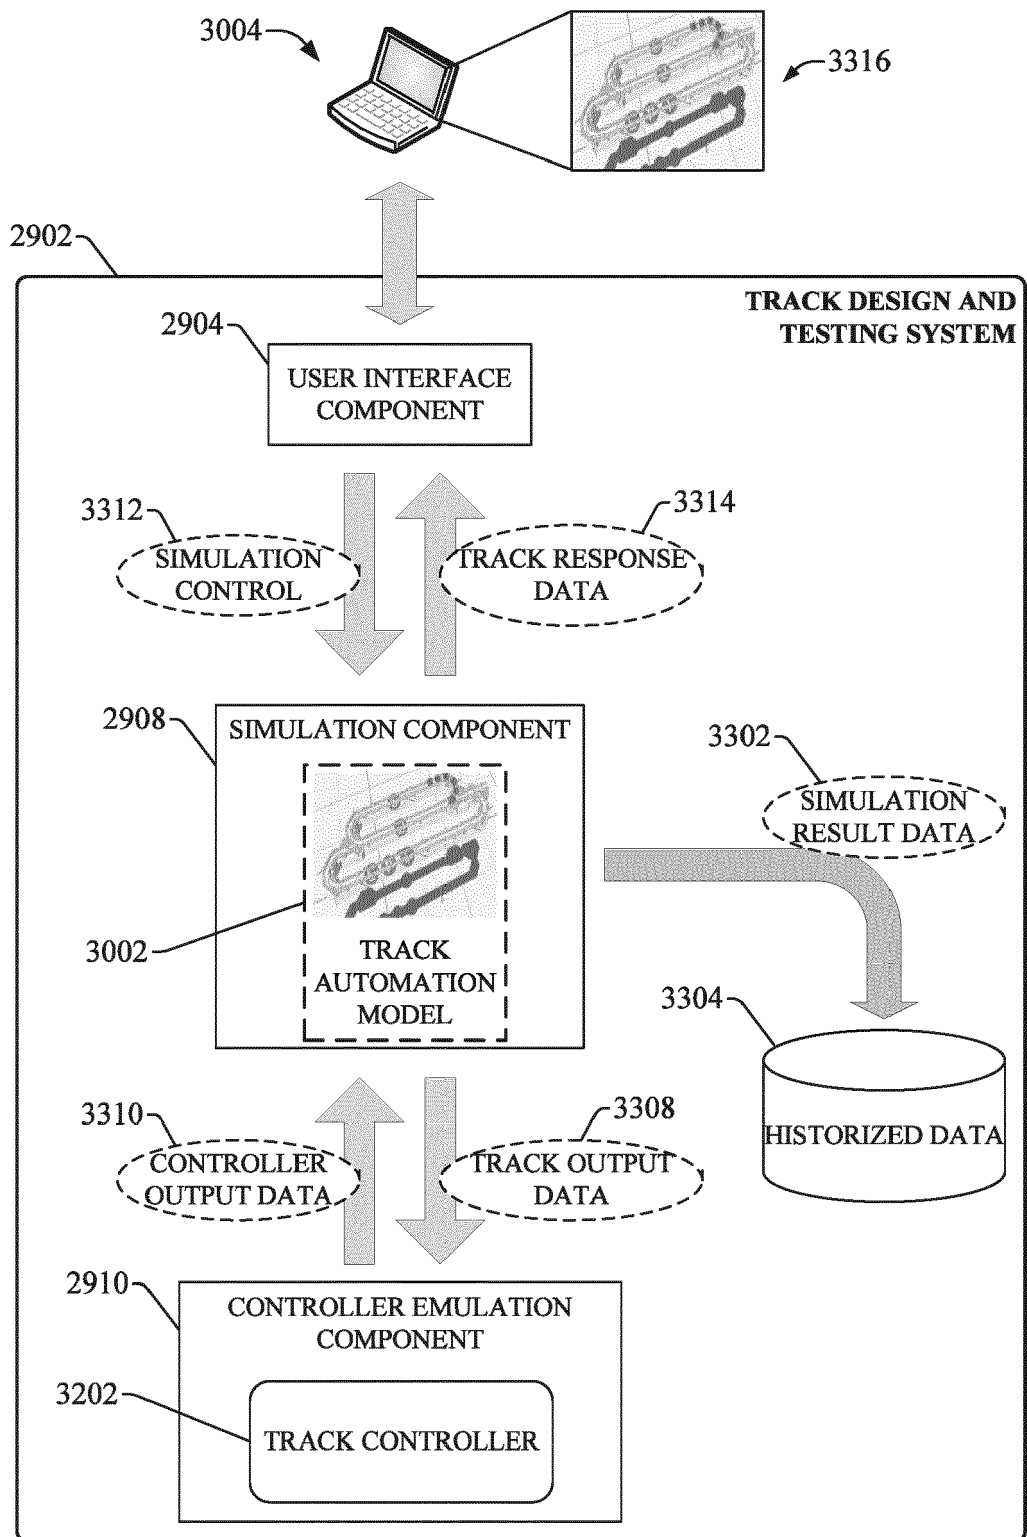 3004
3316
2902
TRACK DESIGN AND
TESTING SYSTEM
2904
USER INTERFACE
COMPONENT
3312
3314
SIMULATION
CONTROL
TRACK RESPONSE
DATA
2908
SIMULATION COMPONENT
3302
SIMULATION
RESULT DATA
3002
TRACK
AUTOMATION
MODEL
3304
HISTORIZED DATA
3310
3308
CONTROLLER
OUTPUT DATA
TRACK OUTPUT
DATA
2910
CONTROLLER EMULATION
COMPONENT
3202
TRACK CONTROLLER